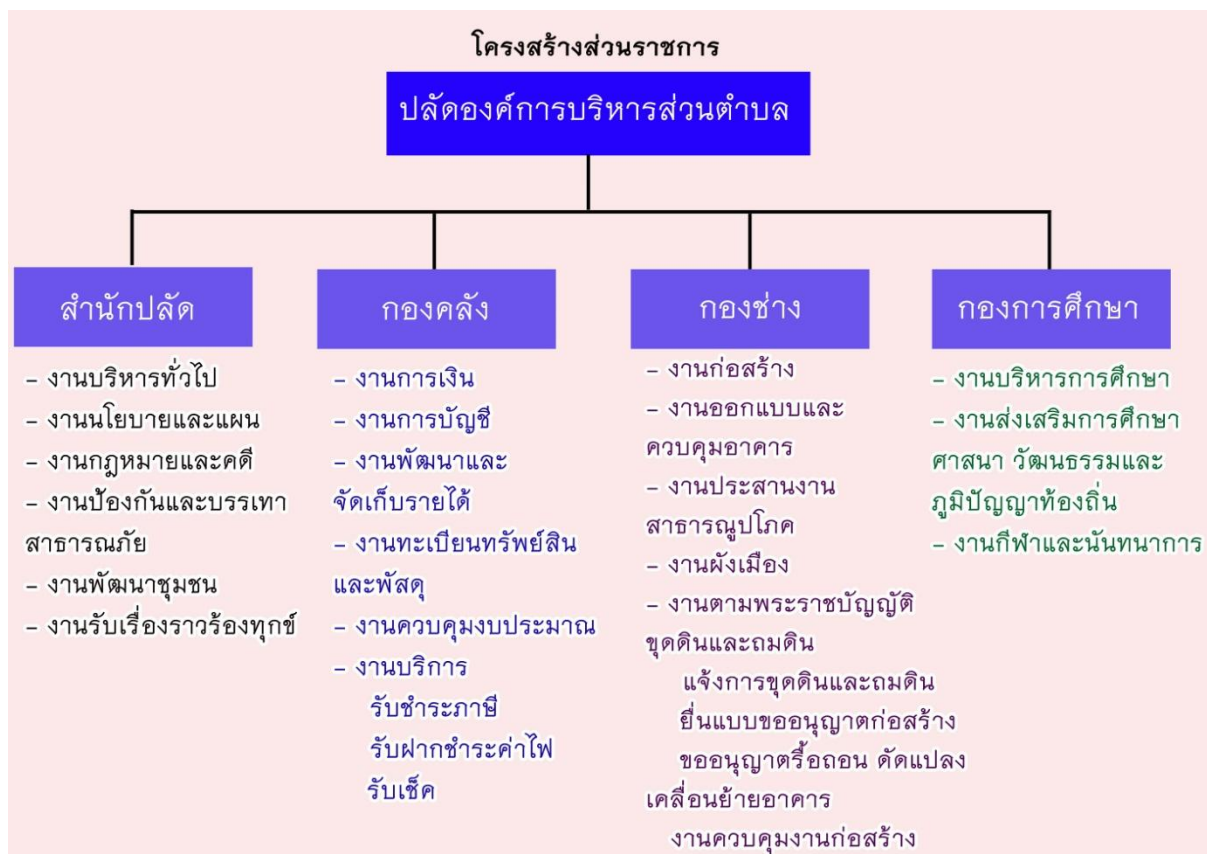 โครงสร้างส่วนราชการ
ปลัดองค์การบริหารส่วนตำบล
สำนักปลัด
– งานบริหารทั่วไป
– งานนโยบายและแผน
– งานกฎหมายและคดี
– งานป้องกันและบรรเทา
สาธารณภัย
– งานพัฒนาชุมชน
– งานรับเรื่องราวร้องทุกข์
กองคลัง
– งานการเงิน
– งานการบัญชี
– งานพัฒนาและ
จัดเก็บรายได้
– งานทะเบียนทรัพย์สิน
และพัสดุ
– งานควบคุมงบประมาณ
– งานบริการ
รับชำระภาษี
รับฝากชำระค่าไฟ
รับเช็ค
กองช่าง
– งานก่อสร้าง
– งานออกแบบและ
ควบคุมอาคาร
– งานประสานงาน
สาธารณูปโภค
– งานผังเมือง
– งานตามพระราชบัญญัติ
ขุดดินและถมดิน
แจ้งการขุดดินและถมดิน
ยื่นแบบขออนุญาตก่อสร้าง
ขออนุญาตรื้อถอน ดัดแปลง
เคลื่อนย้ายอาคาร
งานควบคุมงานก่อสร้าง
กองการศึกษา
– งานบริหารการศึกษา
– งานส่งเสริมการศึกษา
ศาสนา วัฒนธรรมและ
ภูมิปัญญาท้องถิ่น
– งานกีฬาและนันทนาการ